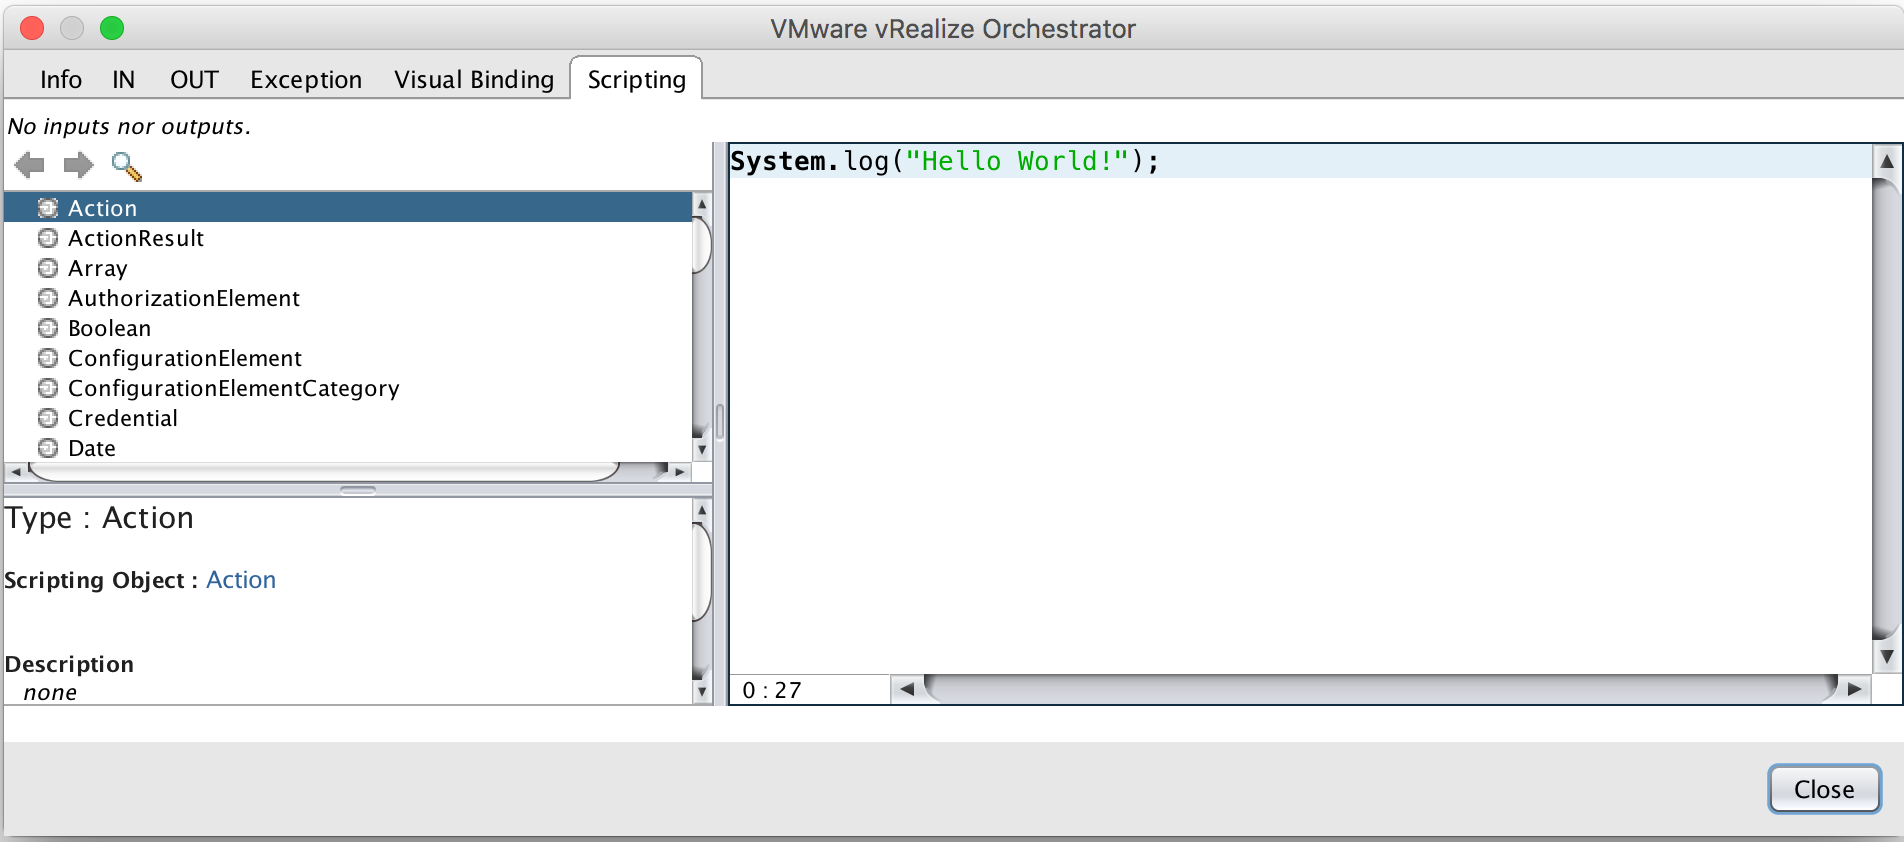 VMware vRealize Orchestrator
Info IN OUT Exception Visual Binding Scripting
No inputs nor outputs.
Action
ActionResult
Array
AuthorizationElement
Boolean
ConfigurationElement
ConfigurationElementCategory
Credential
Date
Type : Action
Scripting Object : Action
Description
none
System.log("Hello World!");
0 : 27
Close